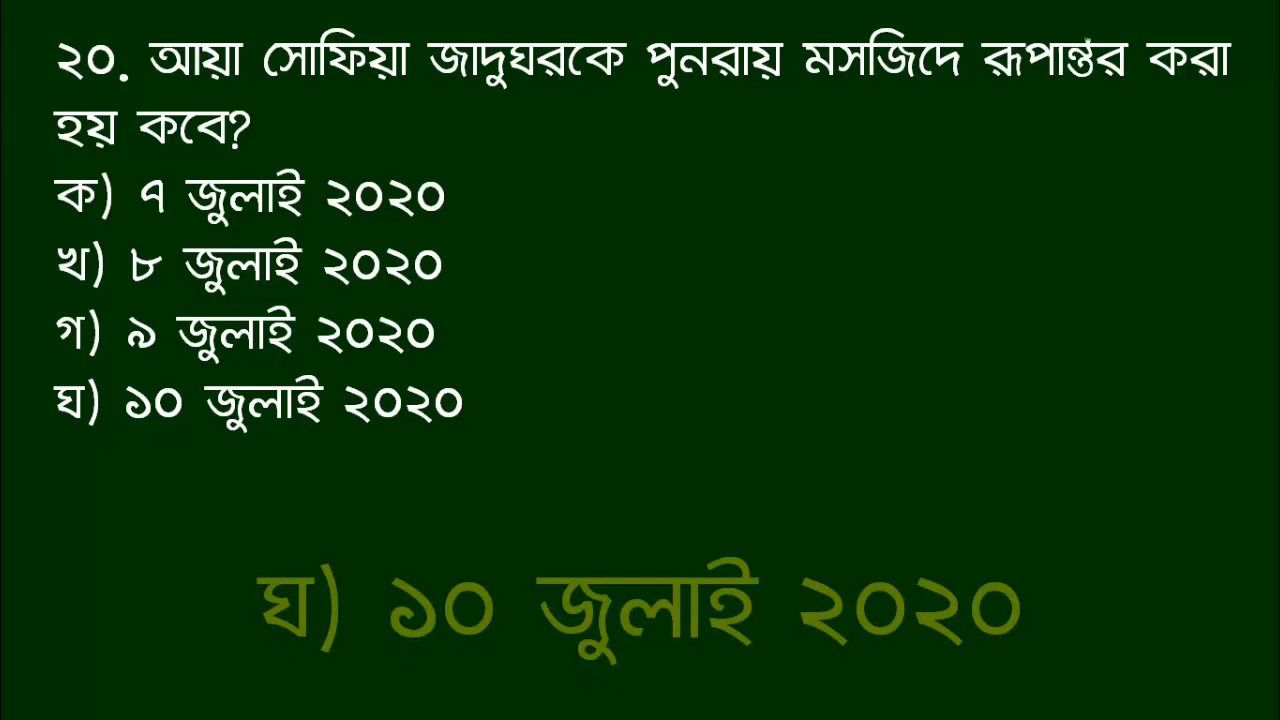 ২০. আয়া সোফিয়া জাদুঘরকে পুনরায় মসজিদে রূপান্তর করা
হয় কবে?
ক) ৭ জুলাই ২০২০
খ) ৮ জুলাই ২০২০
গ) ৯ জুলাই ২০২০
ঘ) ১০ জুলাই ২০২০
ঘ) ১০ জুলাই ২০২০